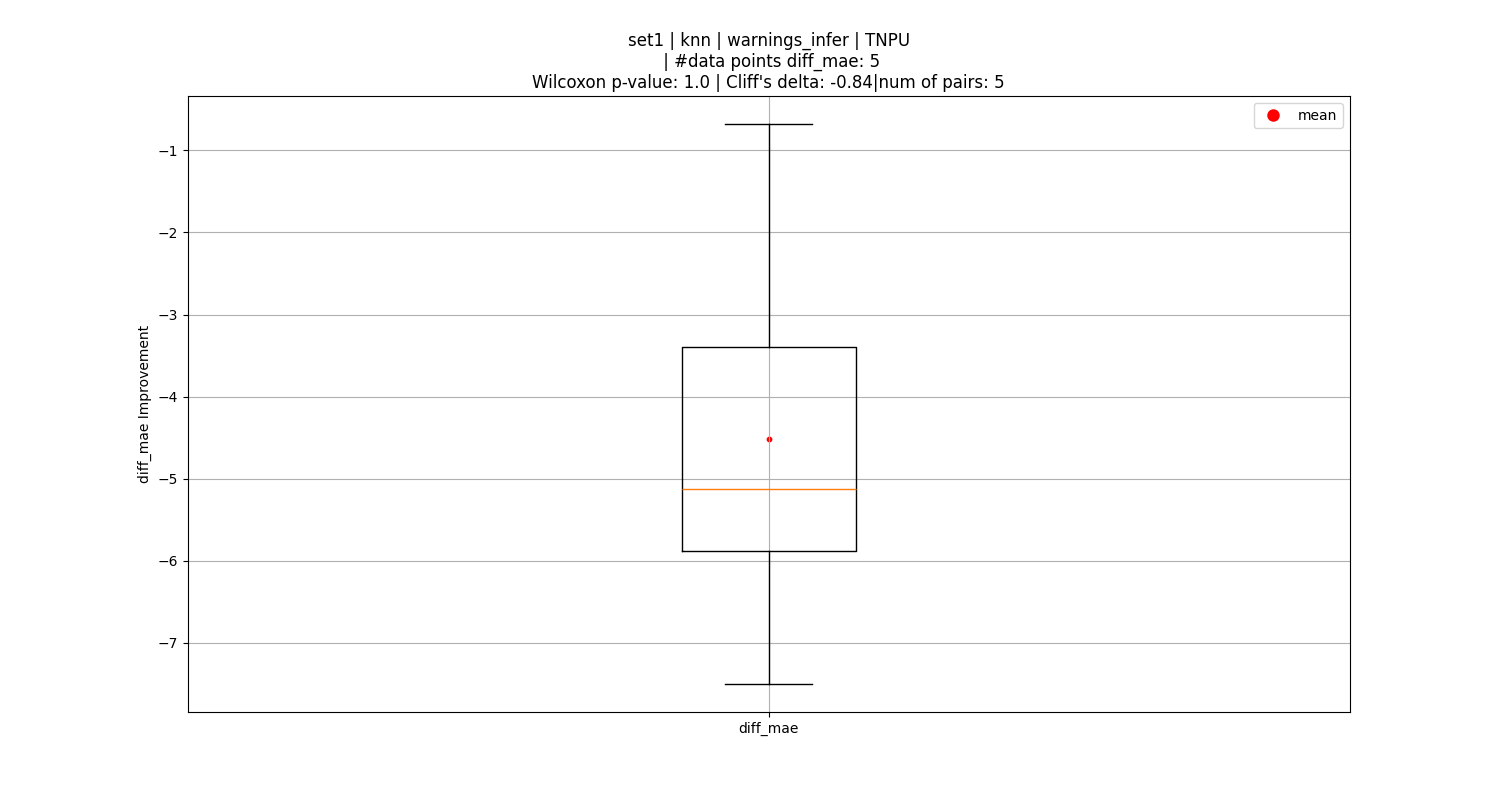 set1 | knn | warnings_infer | TNPU
| #data points diff_mae: 5
Wilcoxon p-value: 1.0 | Cliff's delta: -0.84|num of pairs: 5
mean
−1
−2
−3
−4
−5
−6
−7
diff_mae Improvement
diff_mae